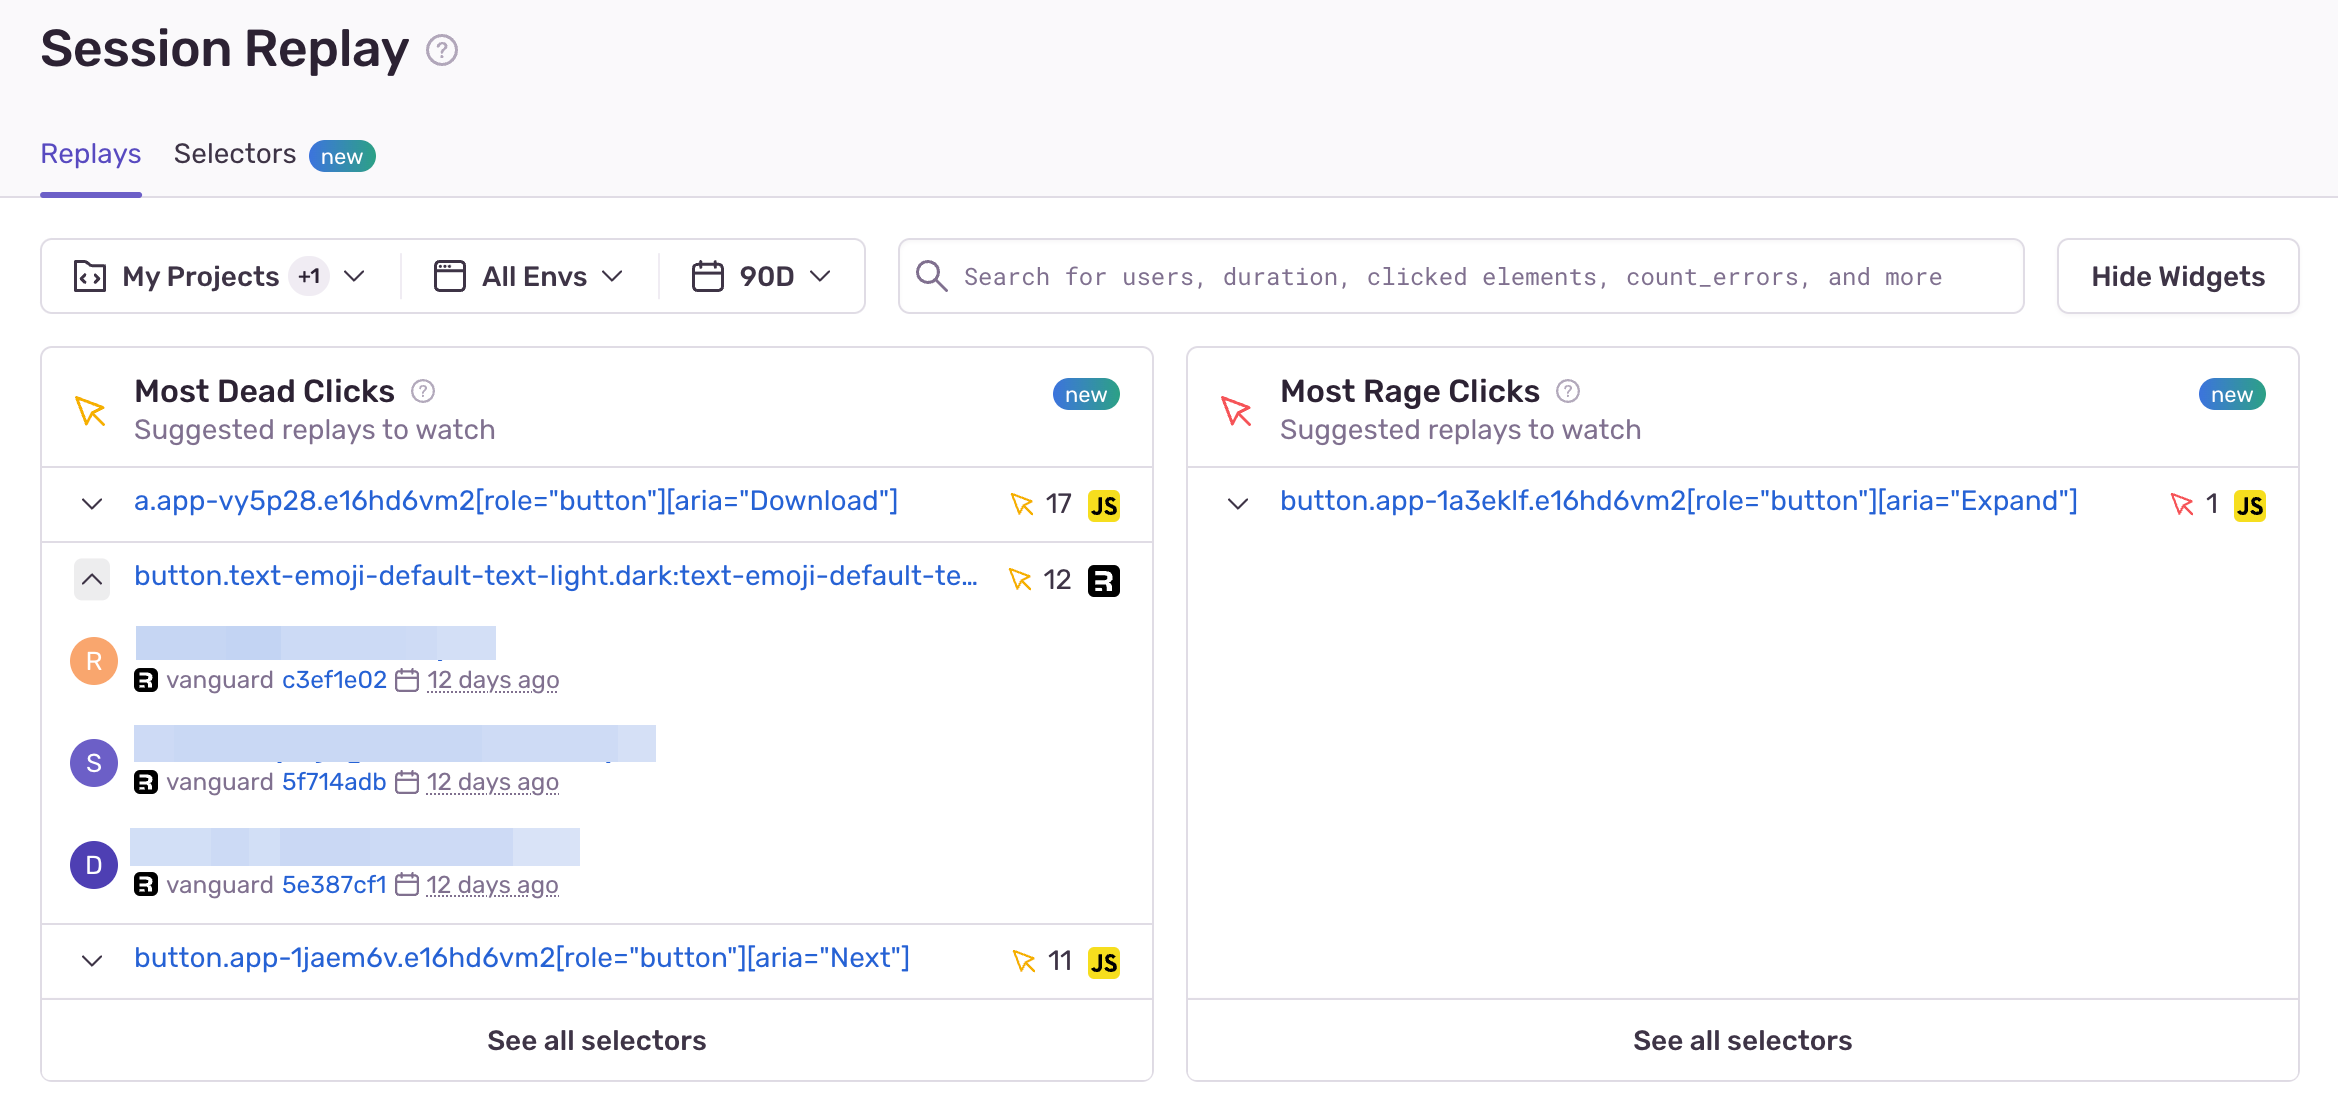 Session Replay ?
Replays Selectors new
My Projects +1 All Envs 90D Search for users, duration, clicked elements, count_errors, and more Hide Widgets
Most Dead Clicks ? new
Suggested replays to watch
a.app-vy5p28.e16hd6vm2[role="button"][aria="Download"] 17 JS
button.text-emoji-default-text-light.dark:text-emoji-default-te... 12
R
vanguard c3ef1e02 12 days ago
S
vanguard 5f714adb 12 days ago
D
vanguard 5e387cf1 12 days ago
button.app-1jaem6v.e16hd6vm2[role="button"][aria="Next"] 11 JS
See all selectors
Most Rage Clicks ? new
Suggested replays to watch
button.app-1a3eklf.e16hd6vm2[role="button"][aria="Expand"] 1 JS
See all selectors